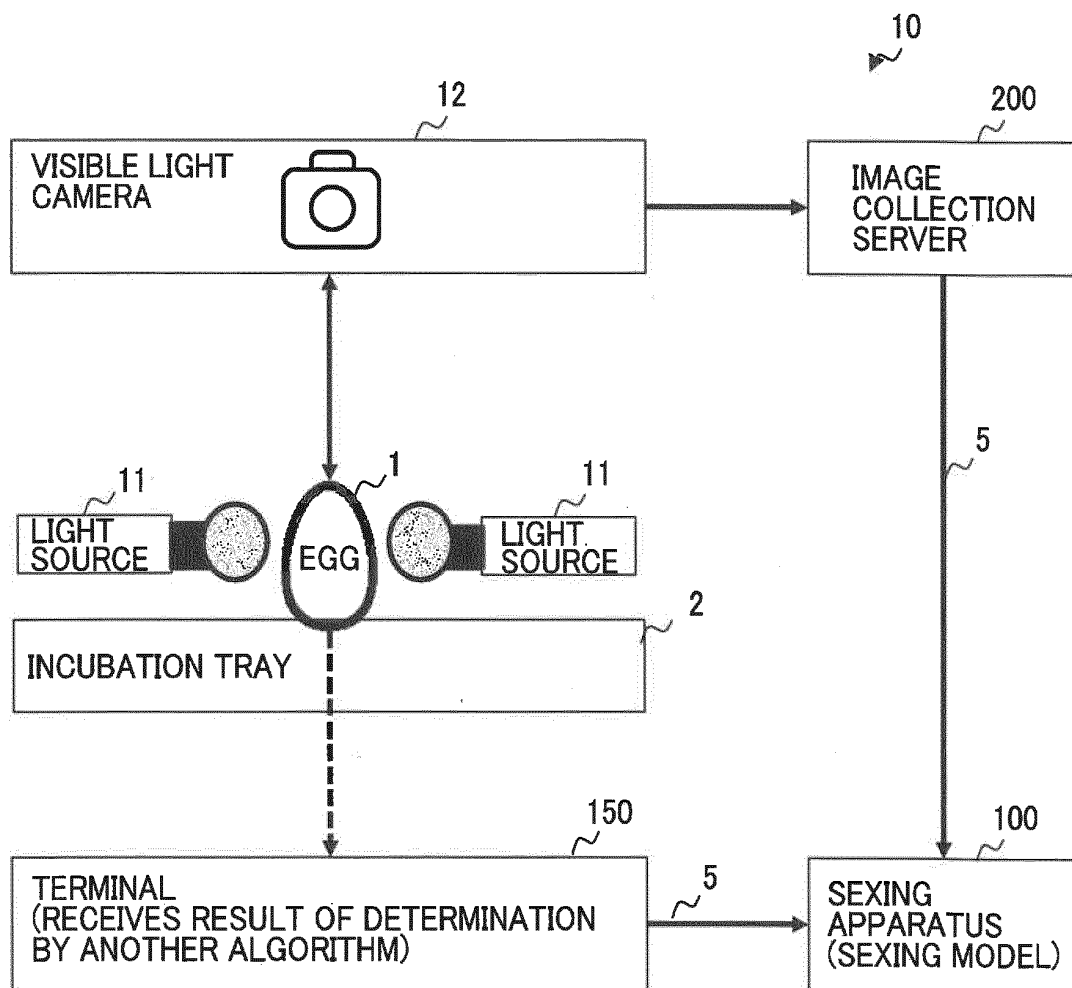 10
12
200
VISIBLE LIGHT
CAMERA
IMAGE
COLLECTION
SERVER
5
1
11
11
LIGHT
SOURCE
EGG
LIGHT
SOURCE
2
INCUBATION TRAY
150
100
TERMINAL
(RECEIVES RESULT OF DETERMINATION
BY ANOTHER ALGORITHM)
5
SEXING
APPARATUS
(SEXING MODEL)